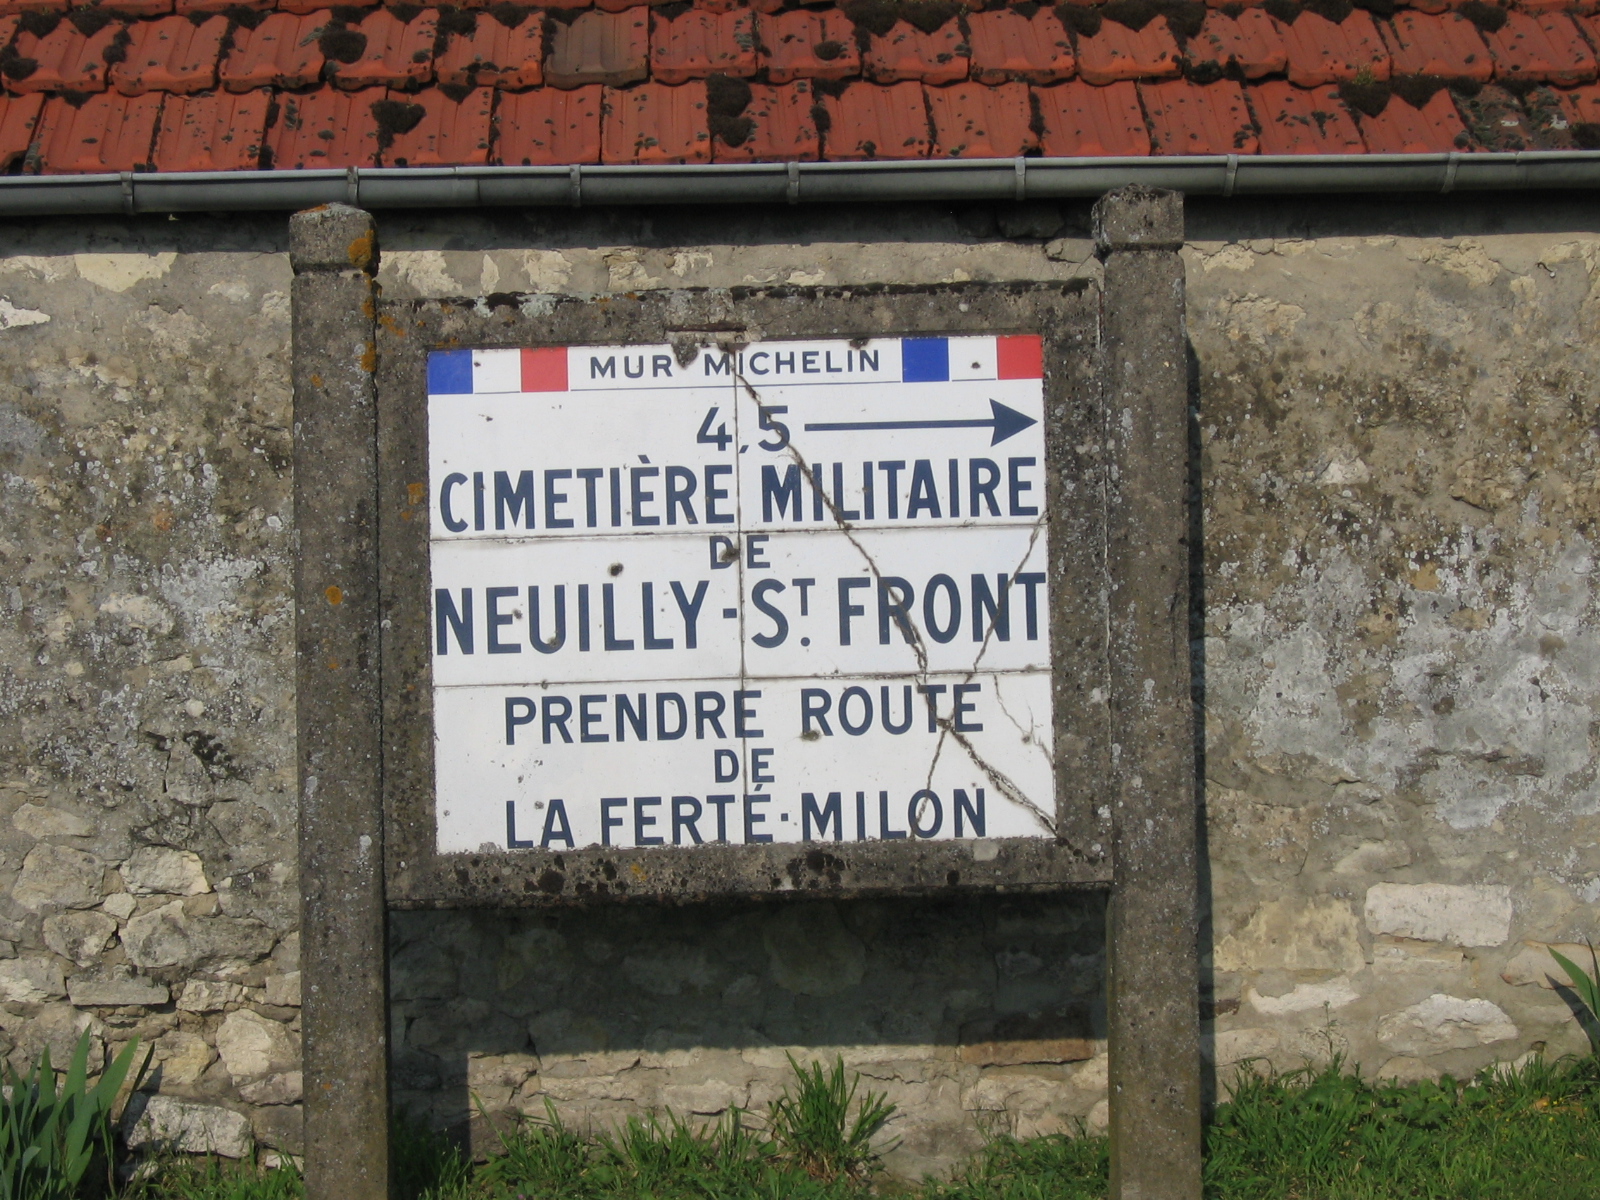 MUR MICHELIN
4,5
CIMETIÈRE MILITAIRE
DE
NEUILLY-ST. FRONT
PRENDRE ROUTE
DE
LA FERTÉ-MILON